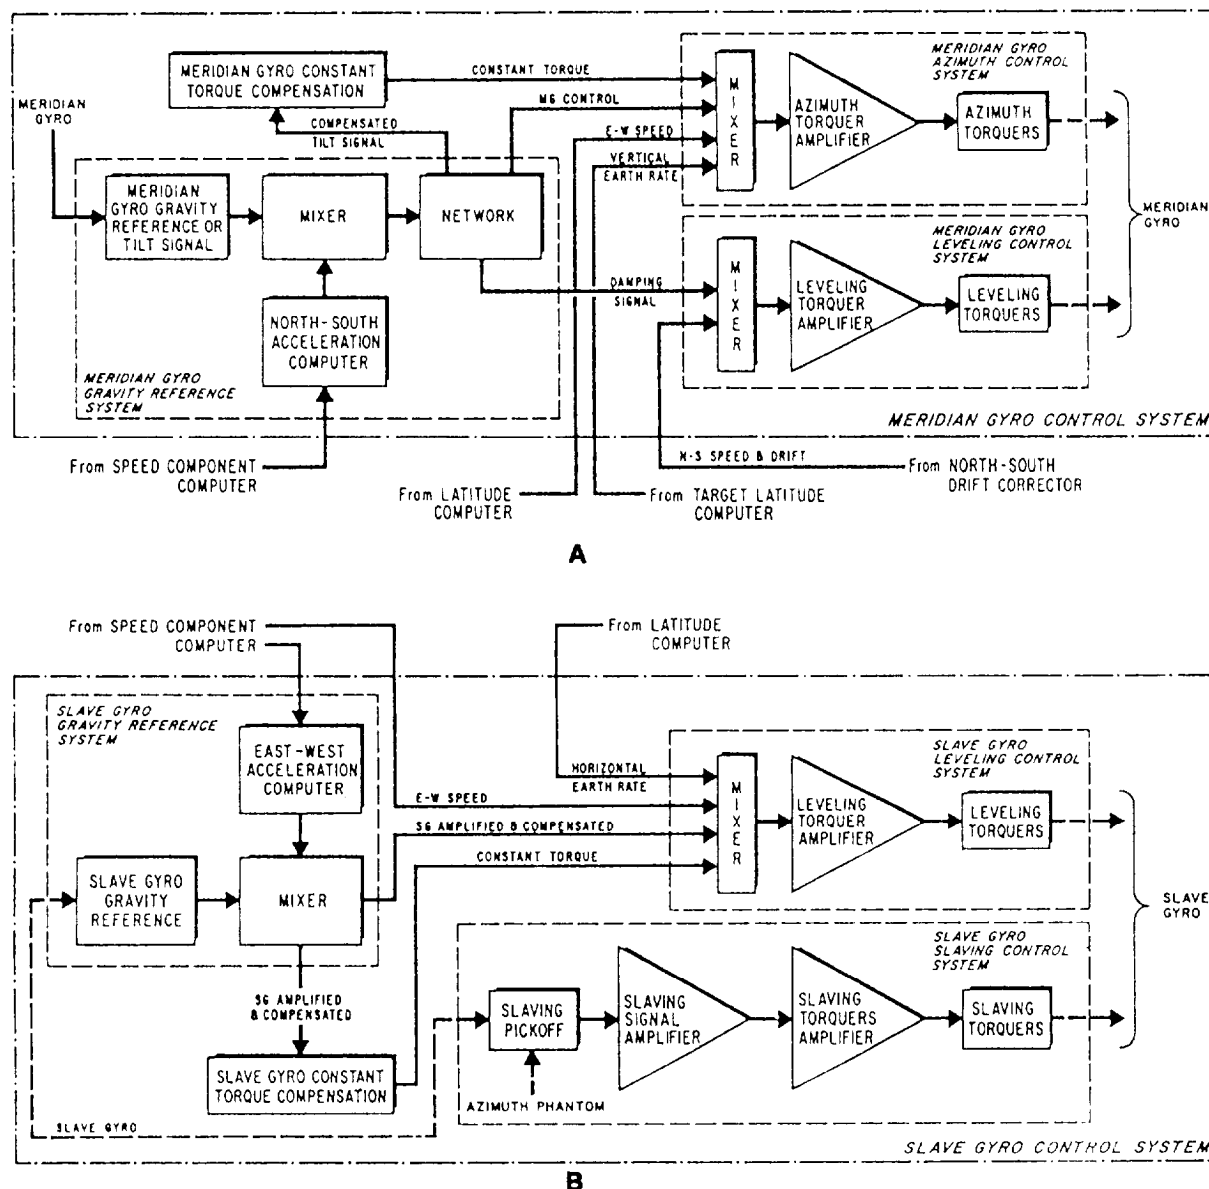 MERIDIAN GYRO CONSTANT
TORQUE COMPENSATION
CONSTANT TORQUE
MERIDIAN GYRO
AZIMUTH CONTROL
SYSTEM
MERIDIAN
GYRO
COMPENSATED
TILT SIGNAL
MG CONTROL
E-W SPEED
VERTICAL
EARTH RATE
MIXER
AZIMUTH
TORQUER
AMPLIFIER
AZIMUTH
TORQUERS
MERIDIAN
GYRO GRAVITY
REFERENCE OR
TILT SIGNAL
MIXER
NETWORK
MERIDIAN
GYRO
MERIDIAN GYRO
LEVELING CONTROL
SYSTEM
DAMPING
SIGNAL
MIXER
LEVELING
TORQUER
AMPLIFIER
LEVELING
TORQUERS
NORTH-SOUTH
ACCELERATION
COMPUTER
MERIDIAN GYRO
GRAVITY REFERENCE
SYSTEM
MERIDIAN GYRO CONTROL SYSTEM
From SPEED COMPONENT
COMPUTER
N-S SPEED & DRIFT
From NORTH-SOUTH
DRIFT CORRECTOR
From LATITUDE
COMPUTER
From TARGET LATITUDE
COMPUTER
A
From SPEED COMPONENT
COMPUTER
From LATITUDE
COMPUTER
SLAVE GYRO
GRAVITY REFERENCE
SYSTEM
EAST-WEST
ACCELERATION
COMPUTER
HORIZONTAL
EARTH RATE
E-W SPEED
SG AMPLIFIED & COMPENSATED
CONSTANT TORQUE
MIXER
LEVELING
TORQUER
AMPLIFIER
SLAVE GYRO
LEVELING CONTROL
SYSTEM
LEVELING
TORQUERS
SLAVE GYRO
GRAVITY
REFERENCE
MIXER
SLAVE
GYRO
SG AMPLIFIED
& COMPENSATED
SLAVE GYRO CONSTANT
TORQUE COMPENSATION
SLAVE GYRO
SLAVING
PICKOFF
AZIMUTH PHANTOM
SLAVING
SIGNAL
AMPLIFIER
SLAVING
TORQUERS
AMPLIFIER
SLAVE GYRO
SLAVING CONTROL
SYSTEM
SLAVING
TORQUERS
SLAVE GYRO CONTROL SYSTEM
B